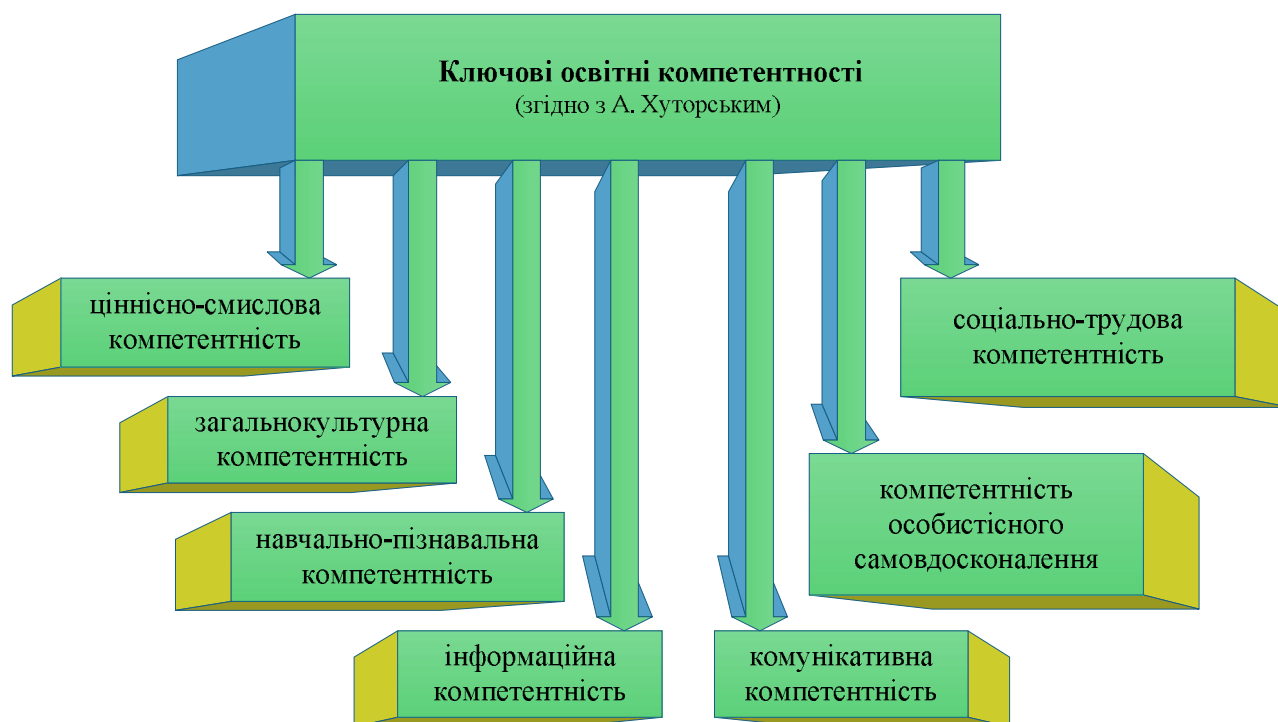 Ключові освітні компетентності
(згідно з А. Хуторським)
ціннісно-смислова
компетентність
загальнокультурна
компетентність
навчально-пізнавальна
компетентність
інформаційна
компетентність
комунікативна
компетентність
компетентність
особистісного
самовдосконалення
соціально-трудова
компетентність